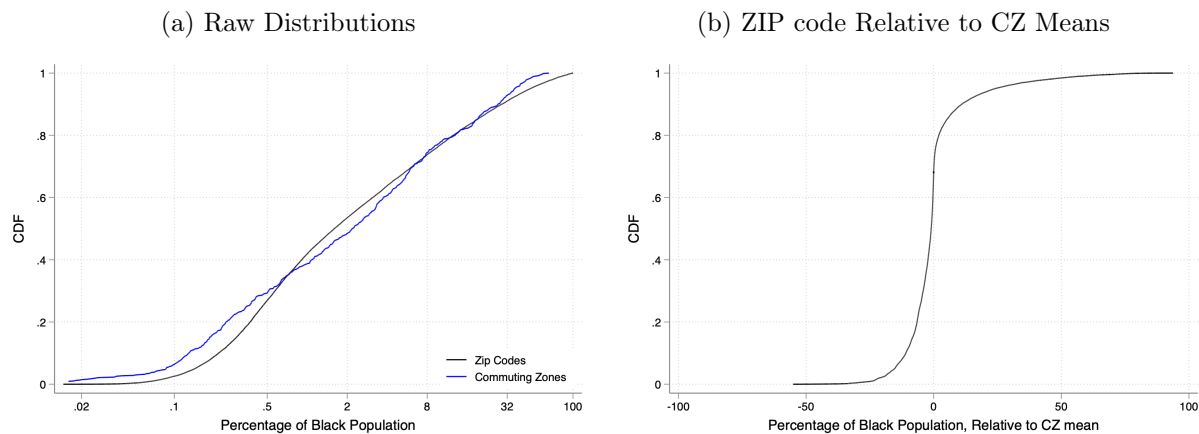 (a) Raw Distributions
1
.8
.6
.4
.2
0
CDF
.02 .1 .5 2 8 32 100
Percentage of Black Population
Zip Codes
Commuting Zones
(b) ZIP code Relative to CZ Means
1
.8
.6
.4
.2
0
CDF
-100 -50 0 50 100
Percentage of Black Population, Relative to CZ mean